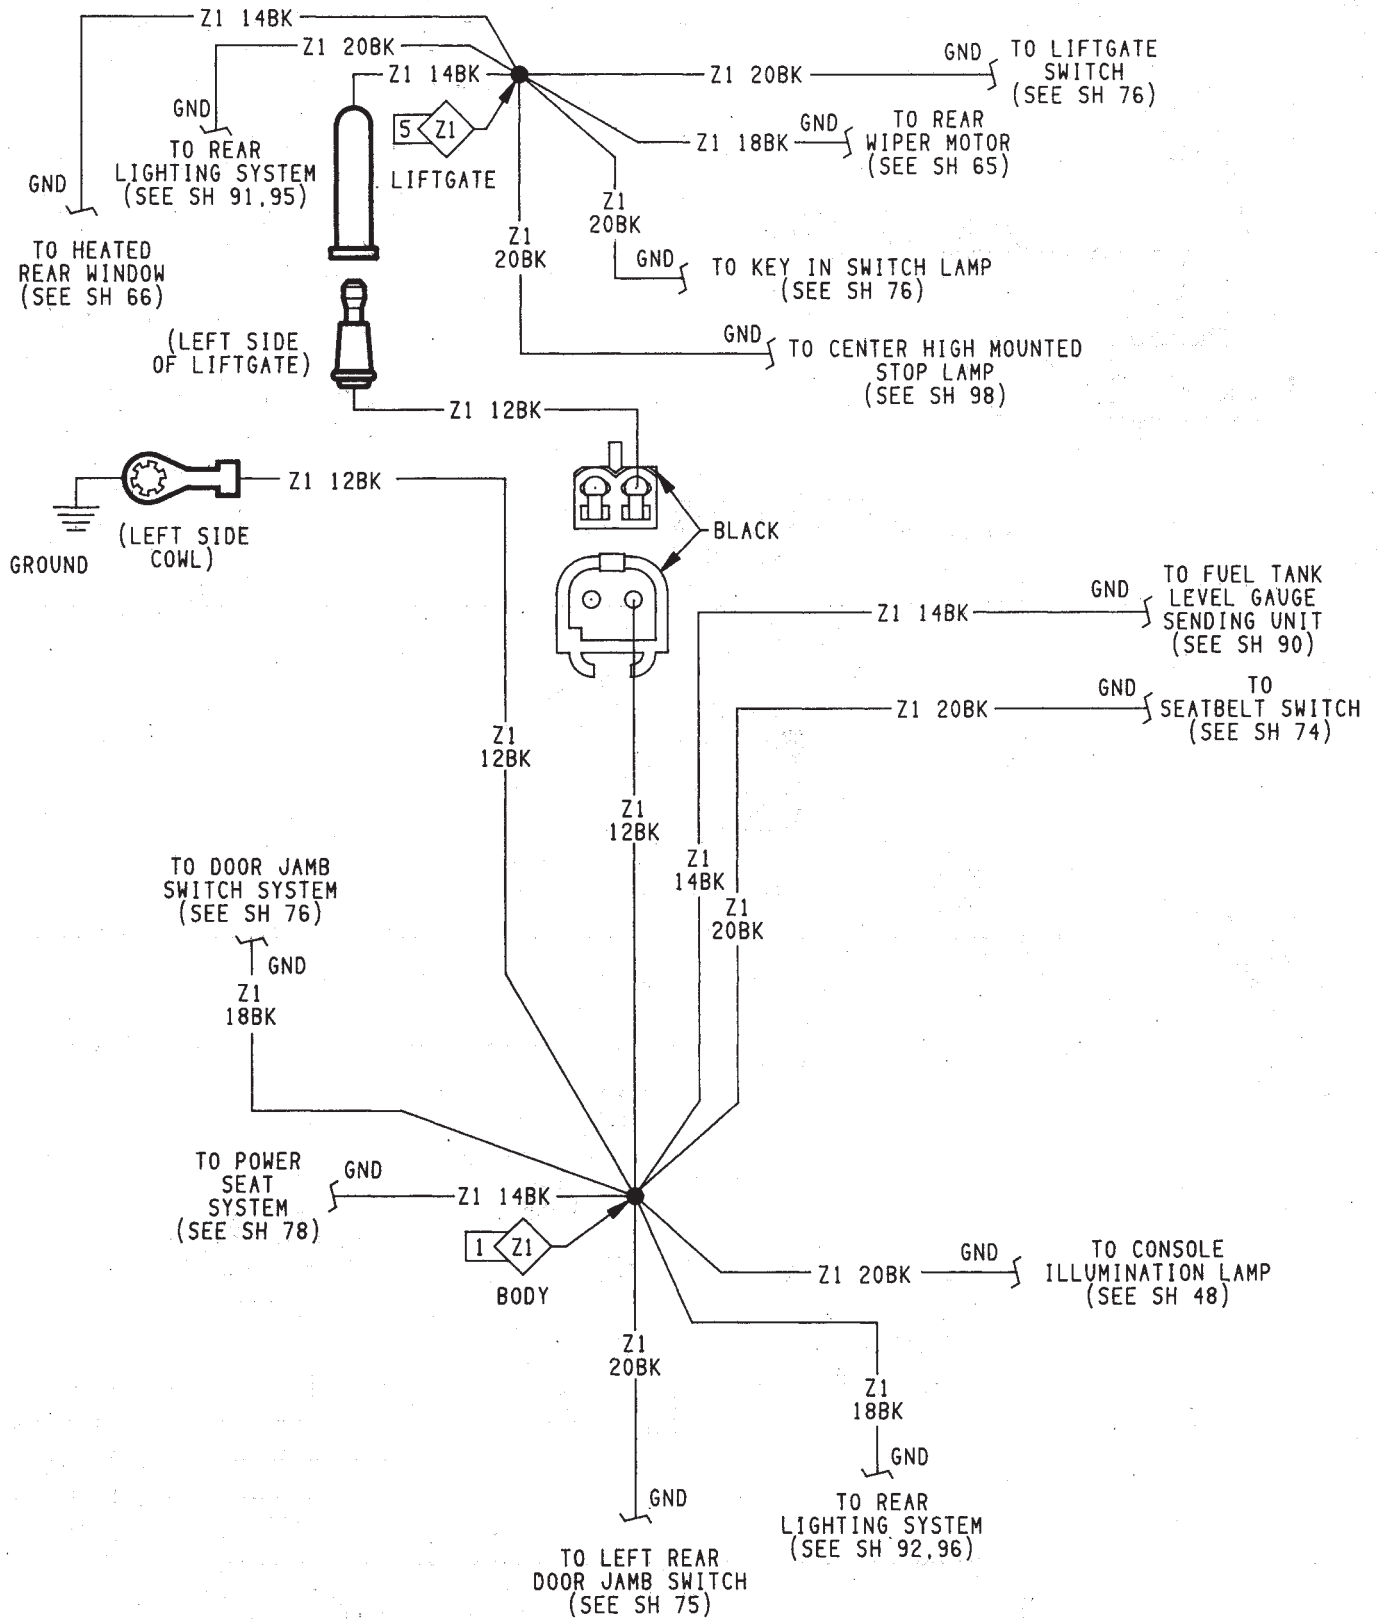 Z1 14BK
Z1 20BK
Z1 14BK
Z1 20BK
GND
TO LIFTGATE
SWITCH
(SEE SH 76)
GND
TO REAR
LIGHTING SYSTEM
(SEE SH 91,95)
5
Z1
LIFTGATE
Z1 18BK
GND
TO REAR
WIPER MOTOR
(SEE SH 65)
GND
TO HEATED
REAR WINDOW
(SEE SH 66)
Z1
20BK
Z1
20BK
GND
TO KEY IN SWITCH LAMP
(SEE SH 76)
(LEFT SIDE
OF LIFTGATE)
GND
TO CENTER HIGH MOUNTED
STOP LAMP
(SEE SH 98)
Z1 12BK
Z1 12BK
(LEFT SIDE
COWL)
GROUND
BLACK
Z1 14BK
GND
TO FUEL TANK
LEVEL GAUGE
SENDING UNIT
(SEE SH 90)
Z1 20BK
GND
TO
SEATBELT SWITCH
(SEE SH 74)
Z1
12BK
Z1
12BK
Z1
14BK
Z1
20BK
TO DOOR JAMB
SWITCH SYSTEM
(SEE SH 76)
GND
Z1
18BK
TO POWER
SEAT
SYSTEM
(SEE SH 78)
GND
Z1 14BK
1
Z1
BODY
Z1 20BK
GND
TO CONSOLE
ILLUMINATION LAMP
(SEE SH 48)
Z1
20BK
Z1
18BK
GND
TO REAR
LIGHTING SYSTEM
(SEE SH 92,96)
GND
TO LEFT REAR
DOOR JAMB SWITCH
(SEE SH 75)